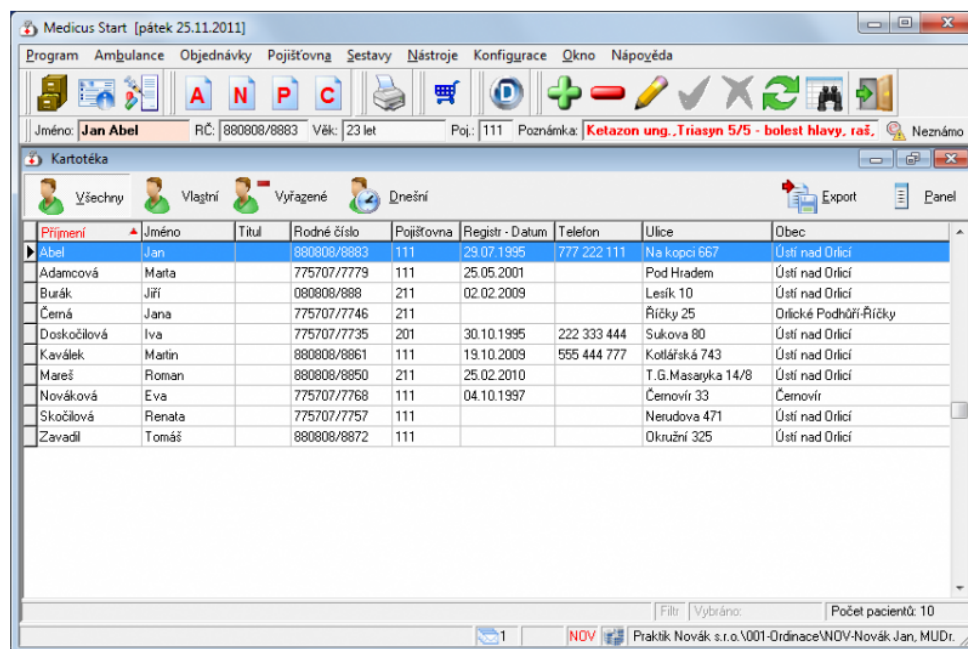 Medicus Start [pátek 25.11.2011]
Program Ambulance Objednávky Pojišťovna Sestavy Nástroje Konfigurace Okno Nápověda
A N P C D
Jméno: Jan Abel RČ: 880808/8883 Věk: 23 let Poj.: 111 Poznámka: Ketazon ung.,Triasyn 5/5 - bolest hlavy, raš, Neznámo
Kartotéka
Všechny Vlastní Vyřazené Dnešní Export Panel
Příjmení Jméno Titul Rodné číslo Pojišťovna Registr - Datum Telefon Ulice Obec
Abel Jan 880808/8883 111 29.07.1995 777 222 111 Na kopci 667 Ústí nad Orlicí
Adamcová Marta 775707/7779 111 25.05.2001 Pod Hradem Ústí nad Orlicí
Burák Jiří 080808/888 211 02.02.2009 Lesík 10 Ústí nad Orlicí
Černá Jana 775707/7746 211 Říčky 25 Orlické Podhůří-Říčky
Doskočilová Iva 775707/7735 201 30.10.1995 222 333 444 Sukova 80 Ústí nad Orlicí
Kaválek Martin 880808/8861 111 19.10.2009 555 444 777 Kotlářská 743 Ústí nad Orlicí
Mareš Roman 880808/8850 211 25.02.2010 T.G.Masaryka 14/8 Ústí nad Orlicí
Nováková Eva 775707/7768 111 04.10.1997 Černovír 33 Černovír
Skočilová Renata 775707/7757 111 Nerudova 471 Ústí nad Orlicí
Zavadil Tomáš 880808/8872 111 Okružní 325 Ústí nad Orlicí
Filtr Vybráno: Počet pacientů: 10
1 NOV Praktik Novák s.r.o.\001-Ordinace\NOV-Novák Jan, MUDr.